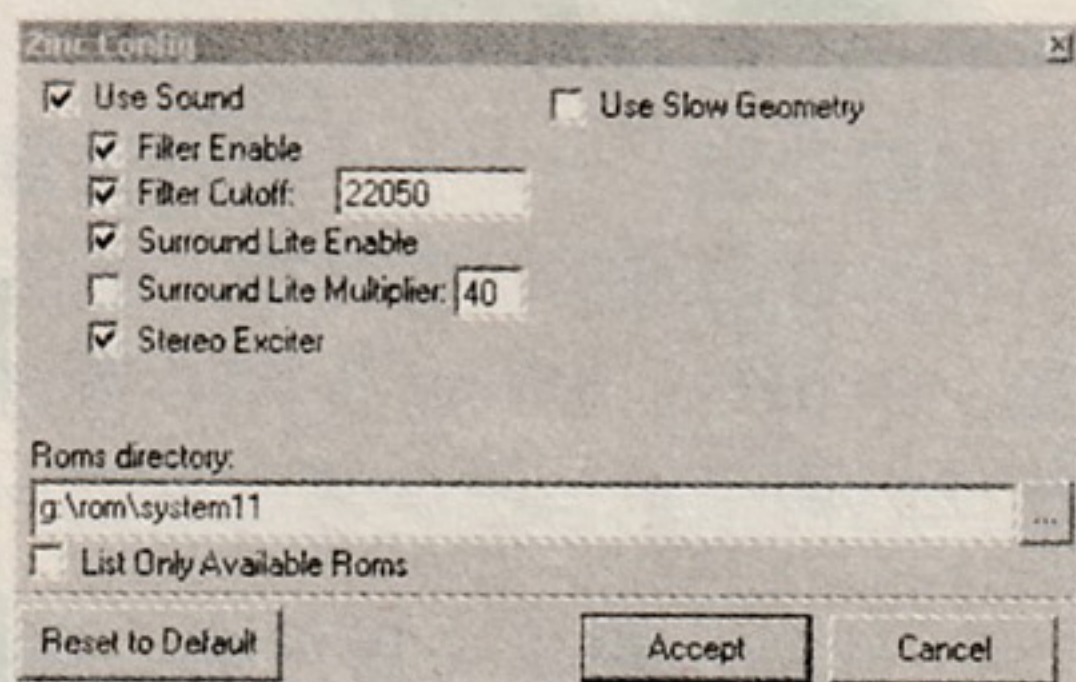 Zinc Config
Use Sound
Use Slow Geometry
Filter Enable
Filter Cutoff: 22050
Surround Lite Enable
Surround Lite Multiplier: 40
Stereo Exciter
Roms directory:
g:\rom\system11
...
List Only Available Roms
Reset to Default
Accept
Cancel